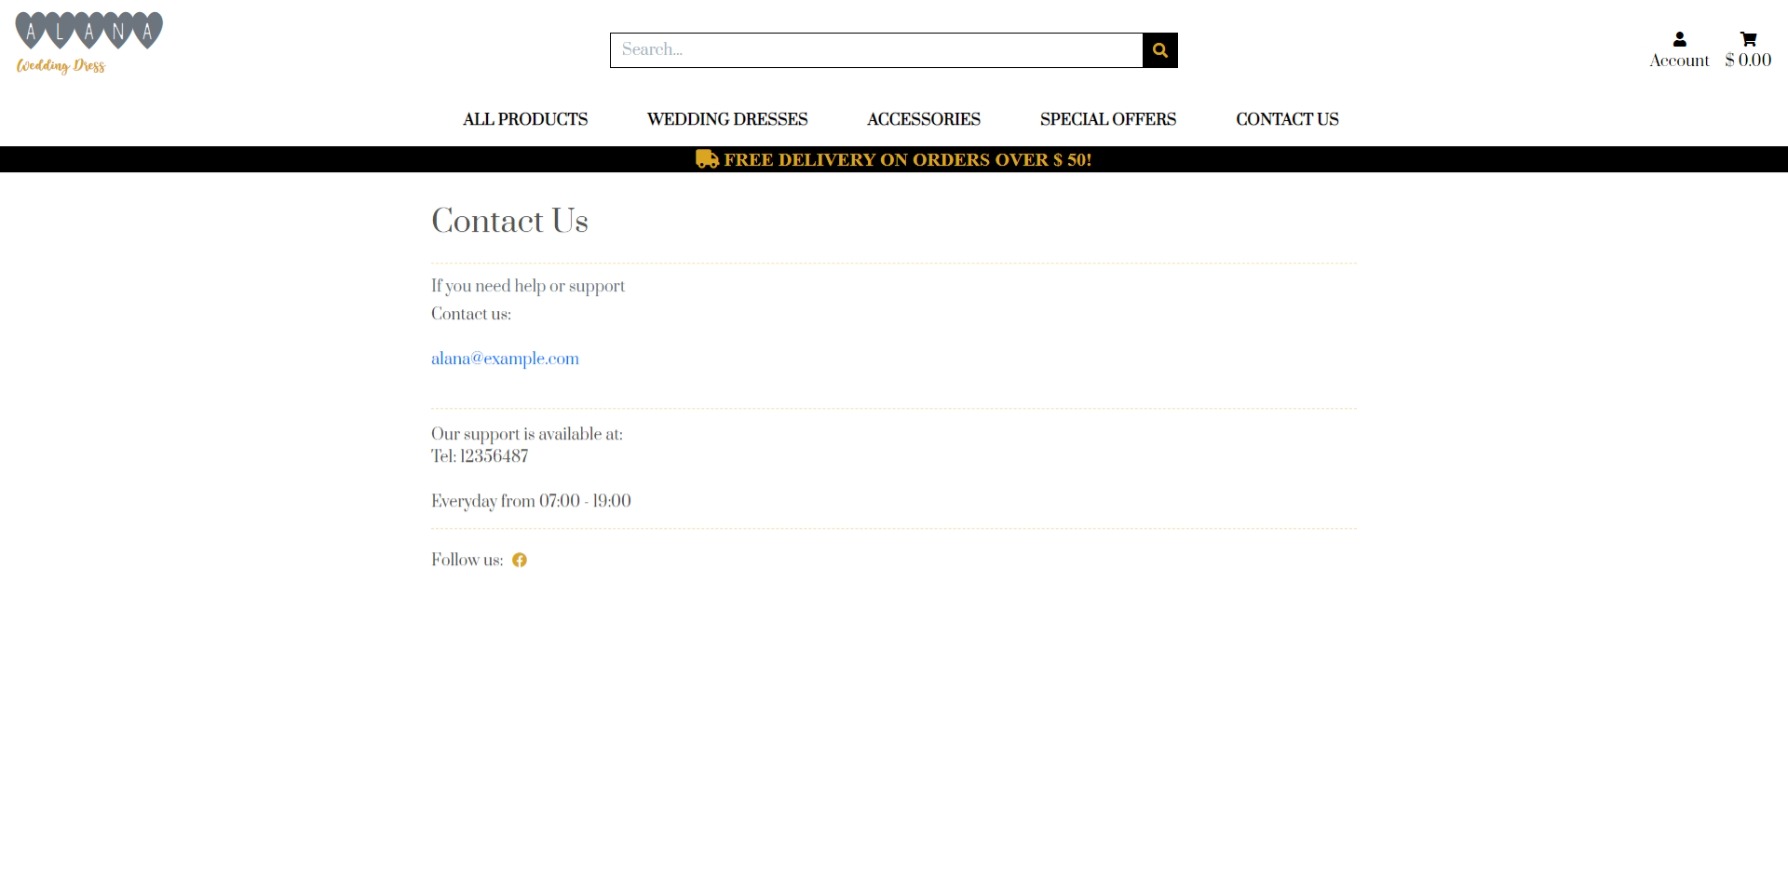 ALANA
Wedding Dress
Search...
Account
$ 0.00
ALL PRODUCTS
WEDDING DRESSES
ACCESSORIES
SPECIAL OFFERS
CONTACT US
FREE DELIVERY ON ORDERS OVER $ 50!
Contact Us
If you need help or support
Contact us:
alana@example.com
Our support is available at:
Tel: 12356487
Everyday from 07:00 - 19:00
Follow us: